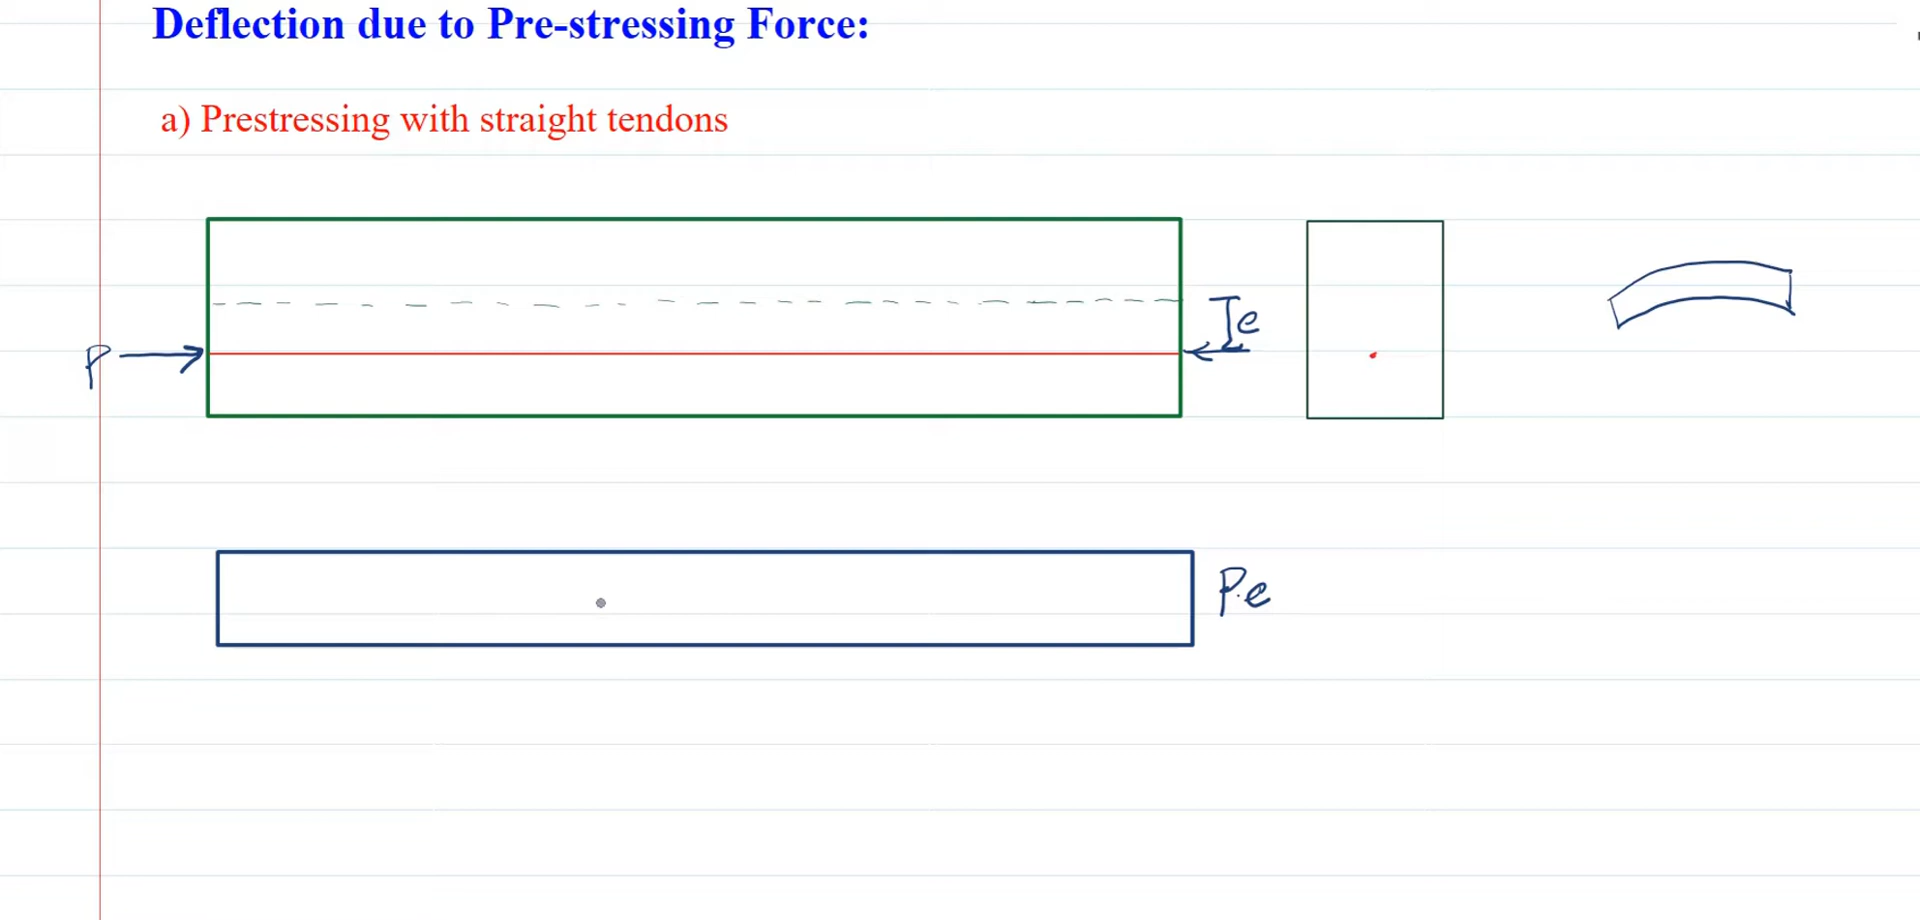 Deflection due to Pre-stressing Force:
a) Prestressing with straight tendons
e
P
P.e